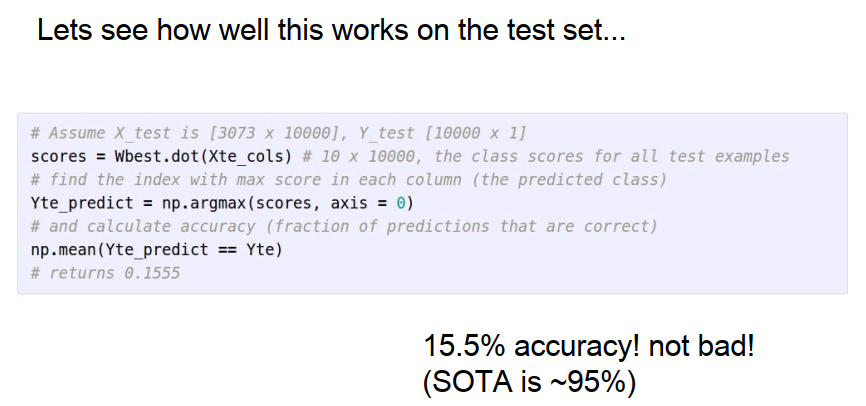 Lets see how well this works on the test set...
# Assume X_test is [3073 x 10000], Y_test [10000 x 1]
scores = Wbest.dot(Xte_cols) # 10 x 10000, the class scores for all test examples
# find the index with max score in each column (the predicted class)
Yte_predict = np.argmax(scores, axis = 0)
# and calculate accuracy (fraction of predictions that are correct)
np.mean(Yte_predict == Yte)
# returns 0.1555
15.5% accuracy! not bad!
(SOTA is ~95%)